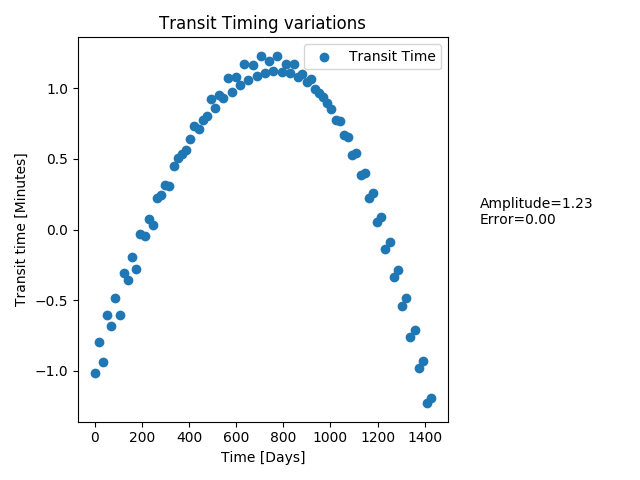 Transit Timing variations
Transit Time
1.0
0.5
0.0
−0.5
−1.0
Transit time [Minutes]
0 200 400 600 800 1000 1200 1400
Time [Days]
Amplitude=1.23
Error=0.00